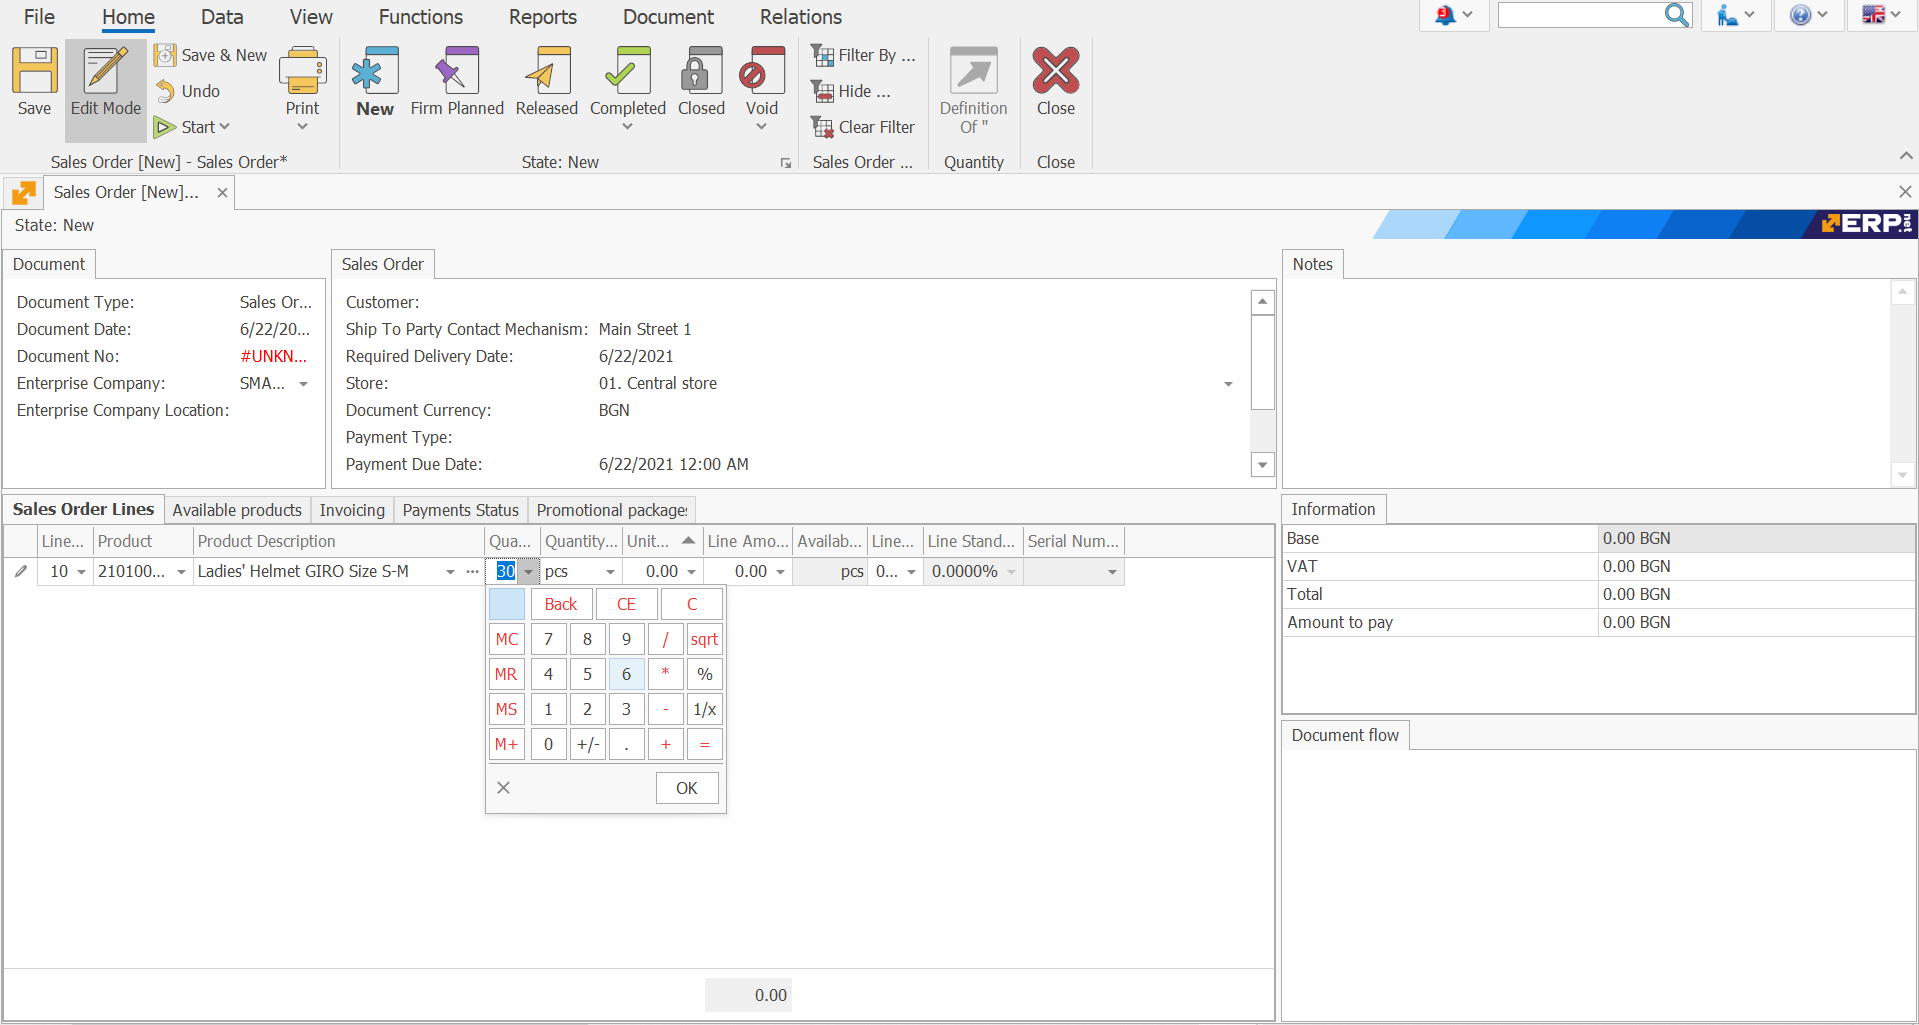 File Home Data View Functions Reports Document Relations
3
Save
Edit Mode
Save & New
Undo
Start
Print
Sales Order [New] - Sales Order*
New
Firm Planned
Released
Completed
Closed
Void
State: New
Filter By ...
Hide ...
Clear Filter
Sales Order ...
Definition
Of "
Quantity
Close
Close
Sales Order [New]...
State: New
ERP.net
Document
Document Type: Sales Or...
Document Date: 6/22/20...
Document No: #UNKN...
Enterprise Company: SMA...
Enterprise Company Location:
Sales Order
Customer:
Ship To Party Contact Mechanism: Main Street 1
Required Delivery Date: 6/22/2021
Store: 01. Central store
Document Currency: BGN
Payment Type:
Payment Due Date: 6/22/2021 12:00 AM
Notes
Sales Order Lines Available products Invoicing Payments Status Promotional packages
Line... Product Product Description Qua... Quantity... Unit... Line Amo... Availab... Line... Line Stand... Serial Num...
10 210100... Ladies' Helmet GIRO Size S-M ... 30 pcs 0.00 0.00 pcs 0... 0.0000%
Back CE C
MC 7 8 9 / sqrt
MR 4 5 6 * %
MS 1 2 3 - 1/x
M+ 0 +/- . + =
OK
0.00
Information
Base 0.00 BGN
VAT 0.00 BGN
Total 0.00 BGN
Amount to pay 0.00 BGN
Document flow